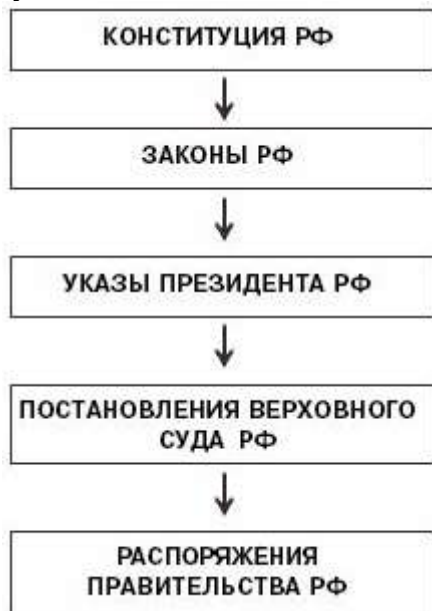 КОНСТИТУЦИЯ РФ
ЗАКОНЫ РФ
УКАЗЫ ПРЕЗИДЕНТА РФ
ПОСТАНОВЛЕНИЯ ВЕРХОВНОГО
СУДА РФ
РАСПОРЯЖЕНИЯ
ПРАВИТЕЛЬСТВА РФ